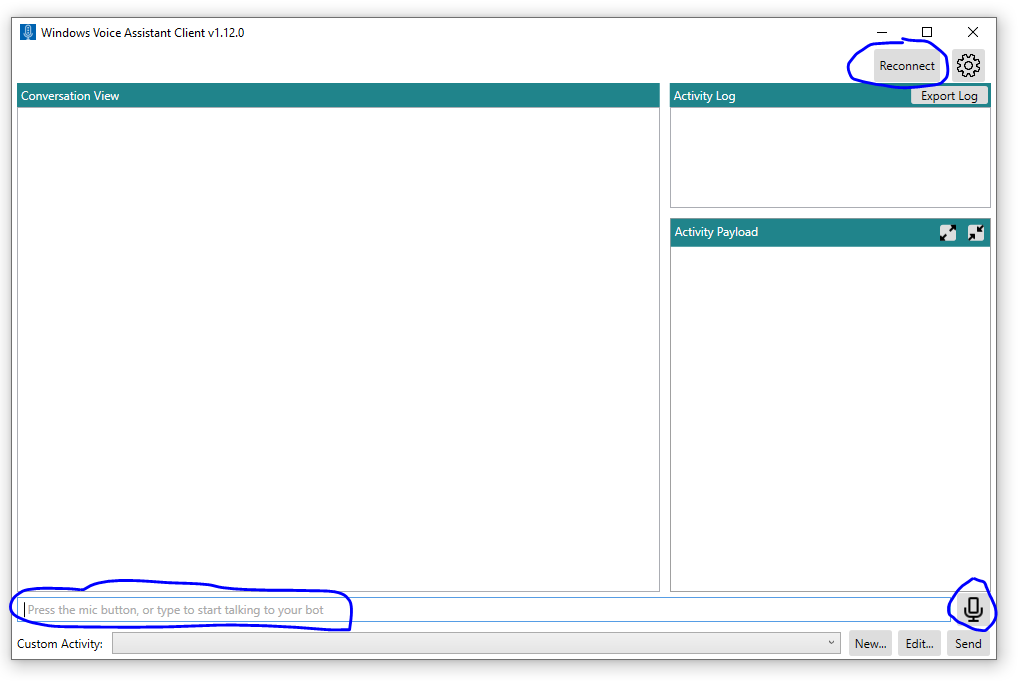 Windows Voice Assistant Client v1.12.0
Reconnect
Conversation View
Activity Log
Export Log
Activity Payload
Press the mic button, or type to start talking to your bot
Custom Activity:
New...
Edit...
Send